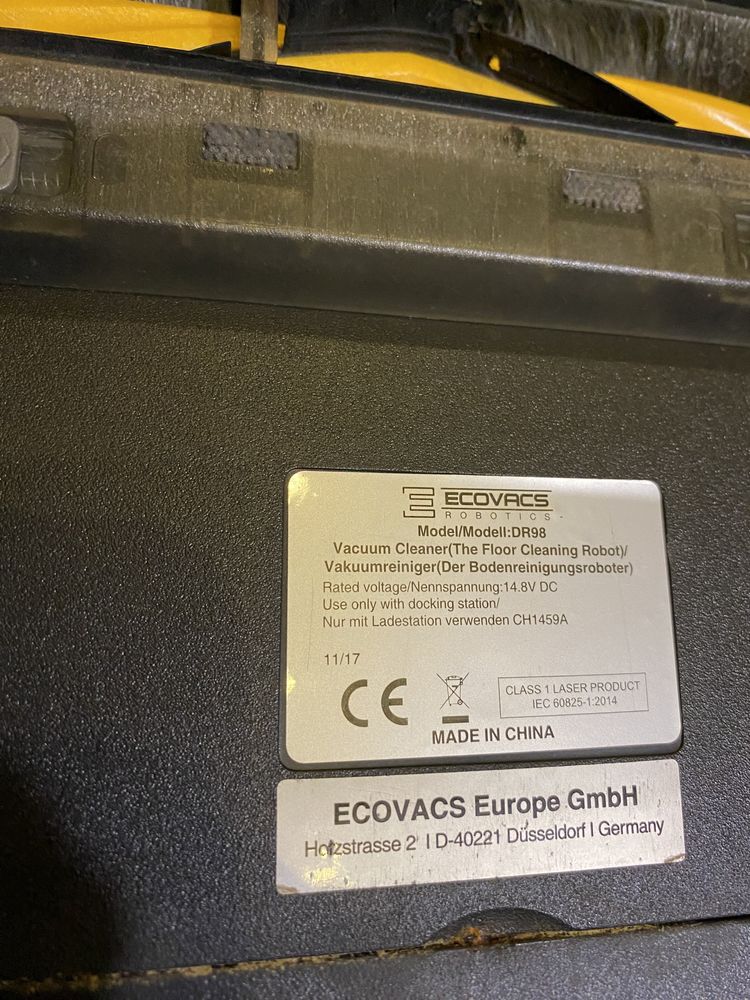 ECOVACS
ROBOTICS
Model/Modell:DR98
Vacuum Cleaner(The Floor Cleaning Robot)/
Vakuumreiniger(Der Bodenreinigungsroboter)
Rated voltage/Nennspannung:14.8V DC
Use only with docking station/
Nur mit Ladestation verwenden CH1459A
11/17
CE
CLASS 1 LASER PRODUCT
IEC 60825-1:2014
MADE IN CHINA
ECOVACS Europe GmbH
Holzstrasse 2 I D-40221 Düsseldorf I Germany